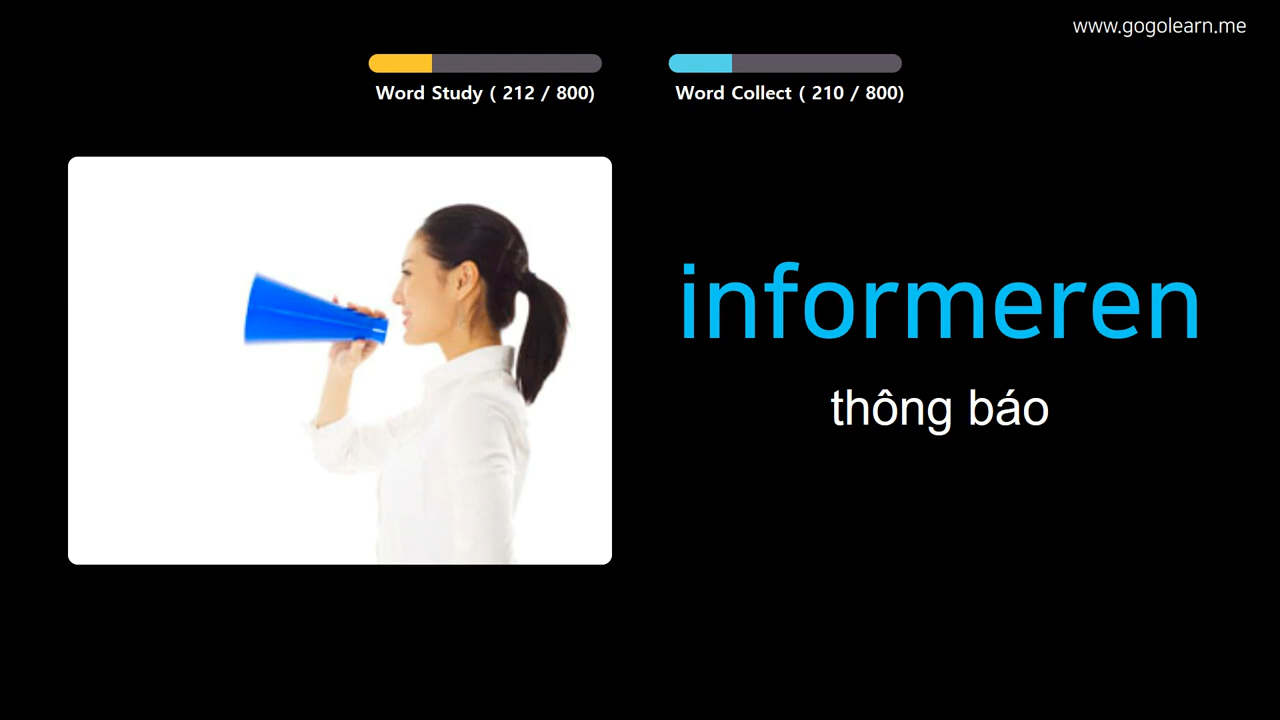 www.gogolearn.me
Word Study ( 212 / 800)
Word Collect ( 210 / 800)
informeren
thông báo